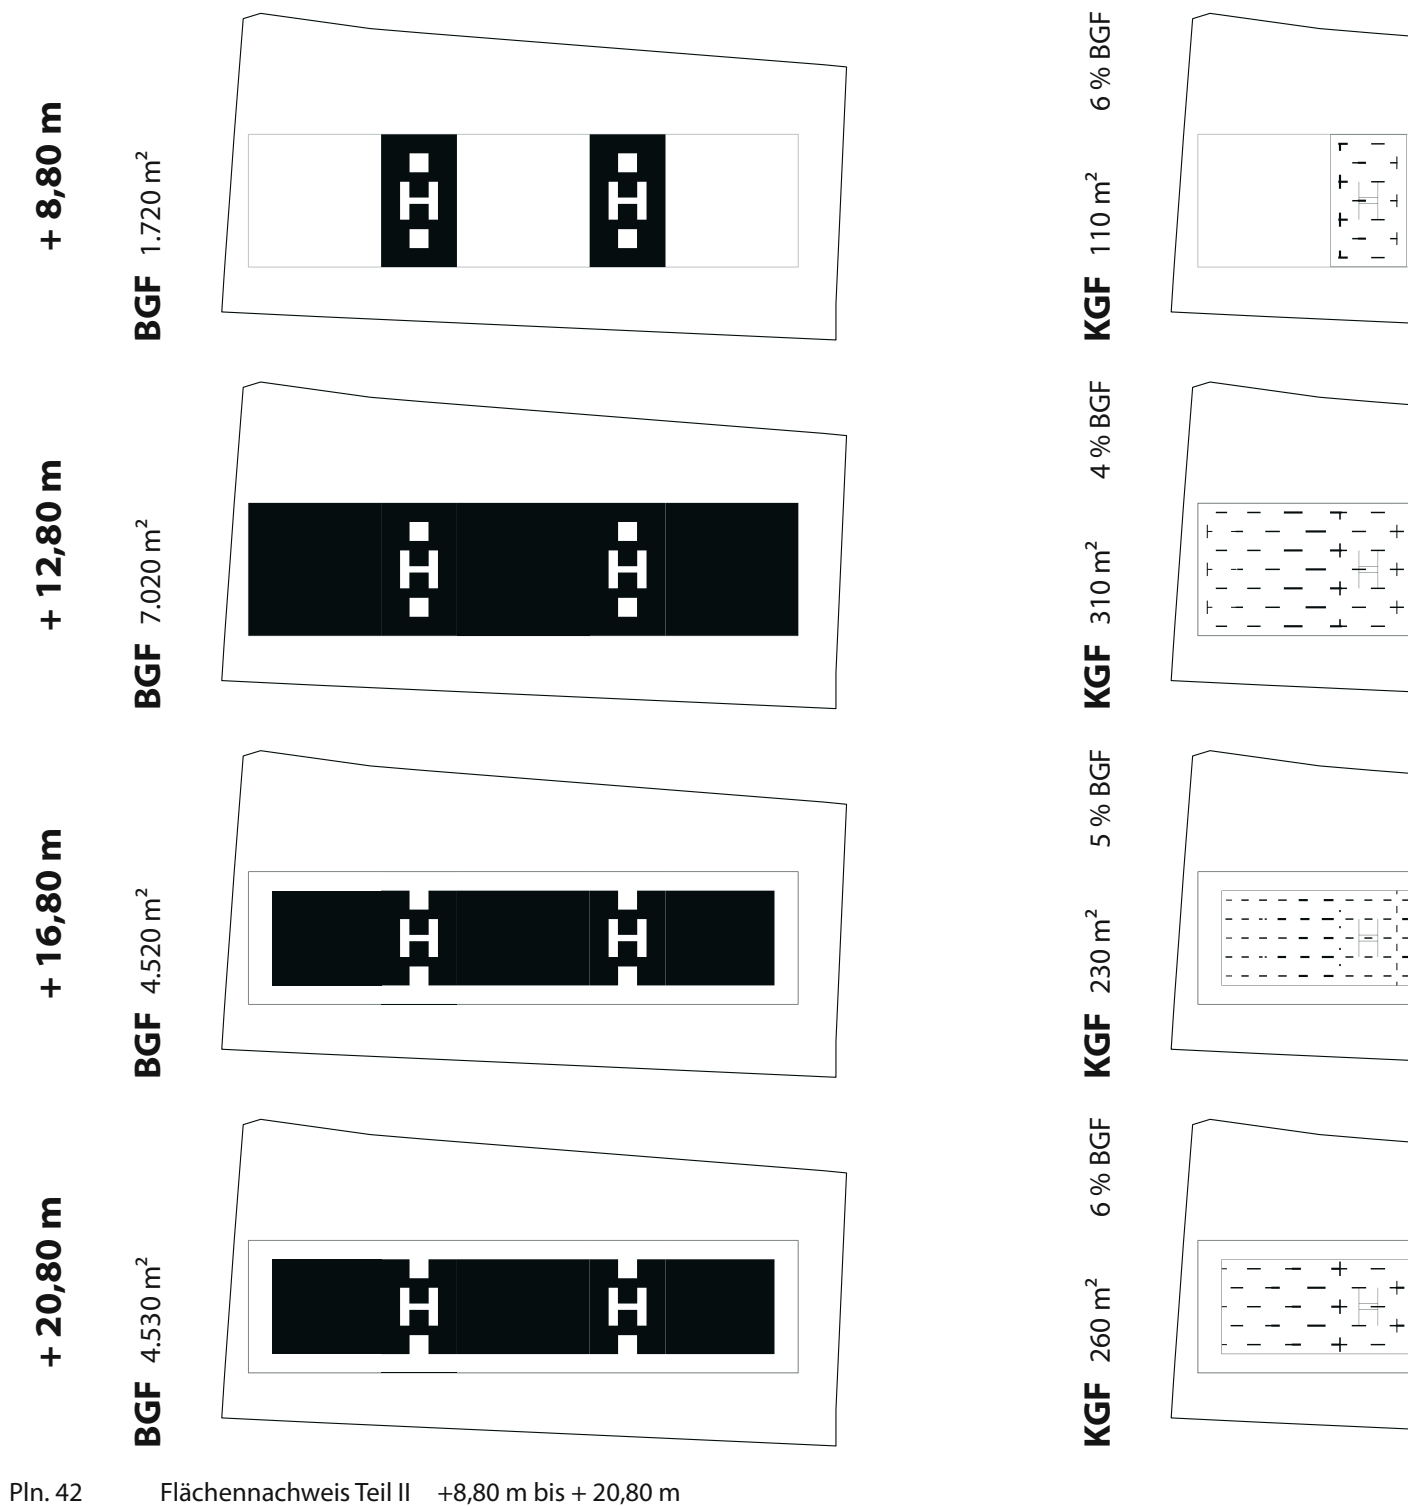 + 8,80 m
BGF 1.720 m²
KGF 110 m² 6 % BGF
+ 12,80 m
BGF 7.020 m²
KGF 310 m² 4 % BGF
+ 16,80 m
BGF 4.520 m²
KGF 230 m² 5 % BGF
+ 20,80 m
BGF 4.530 m²
KGF 260 m² 6 % BGF
Pln. 42 Flächennachweis Teil II +8,80 m bis + 20,80 m